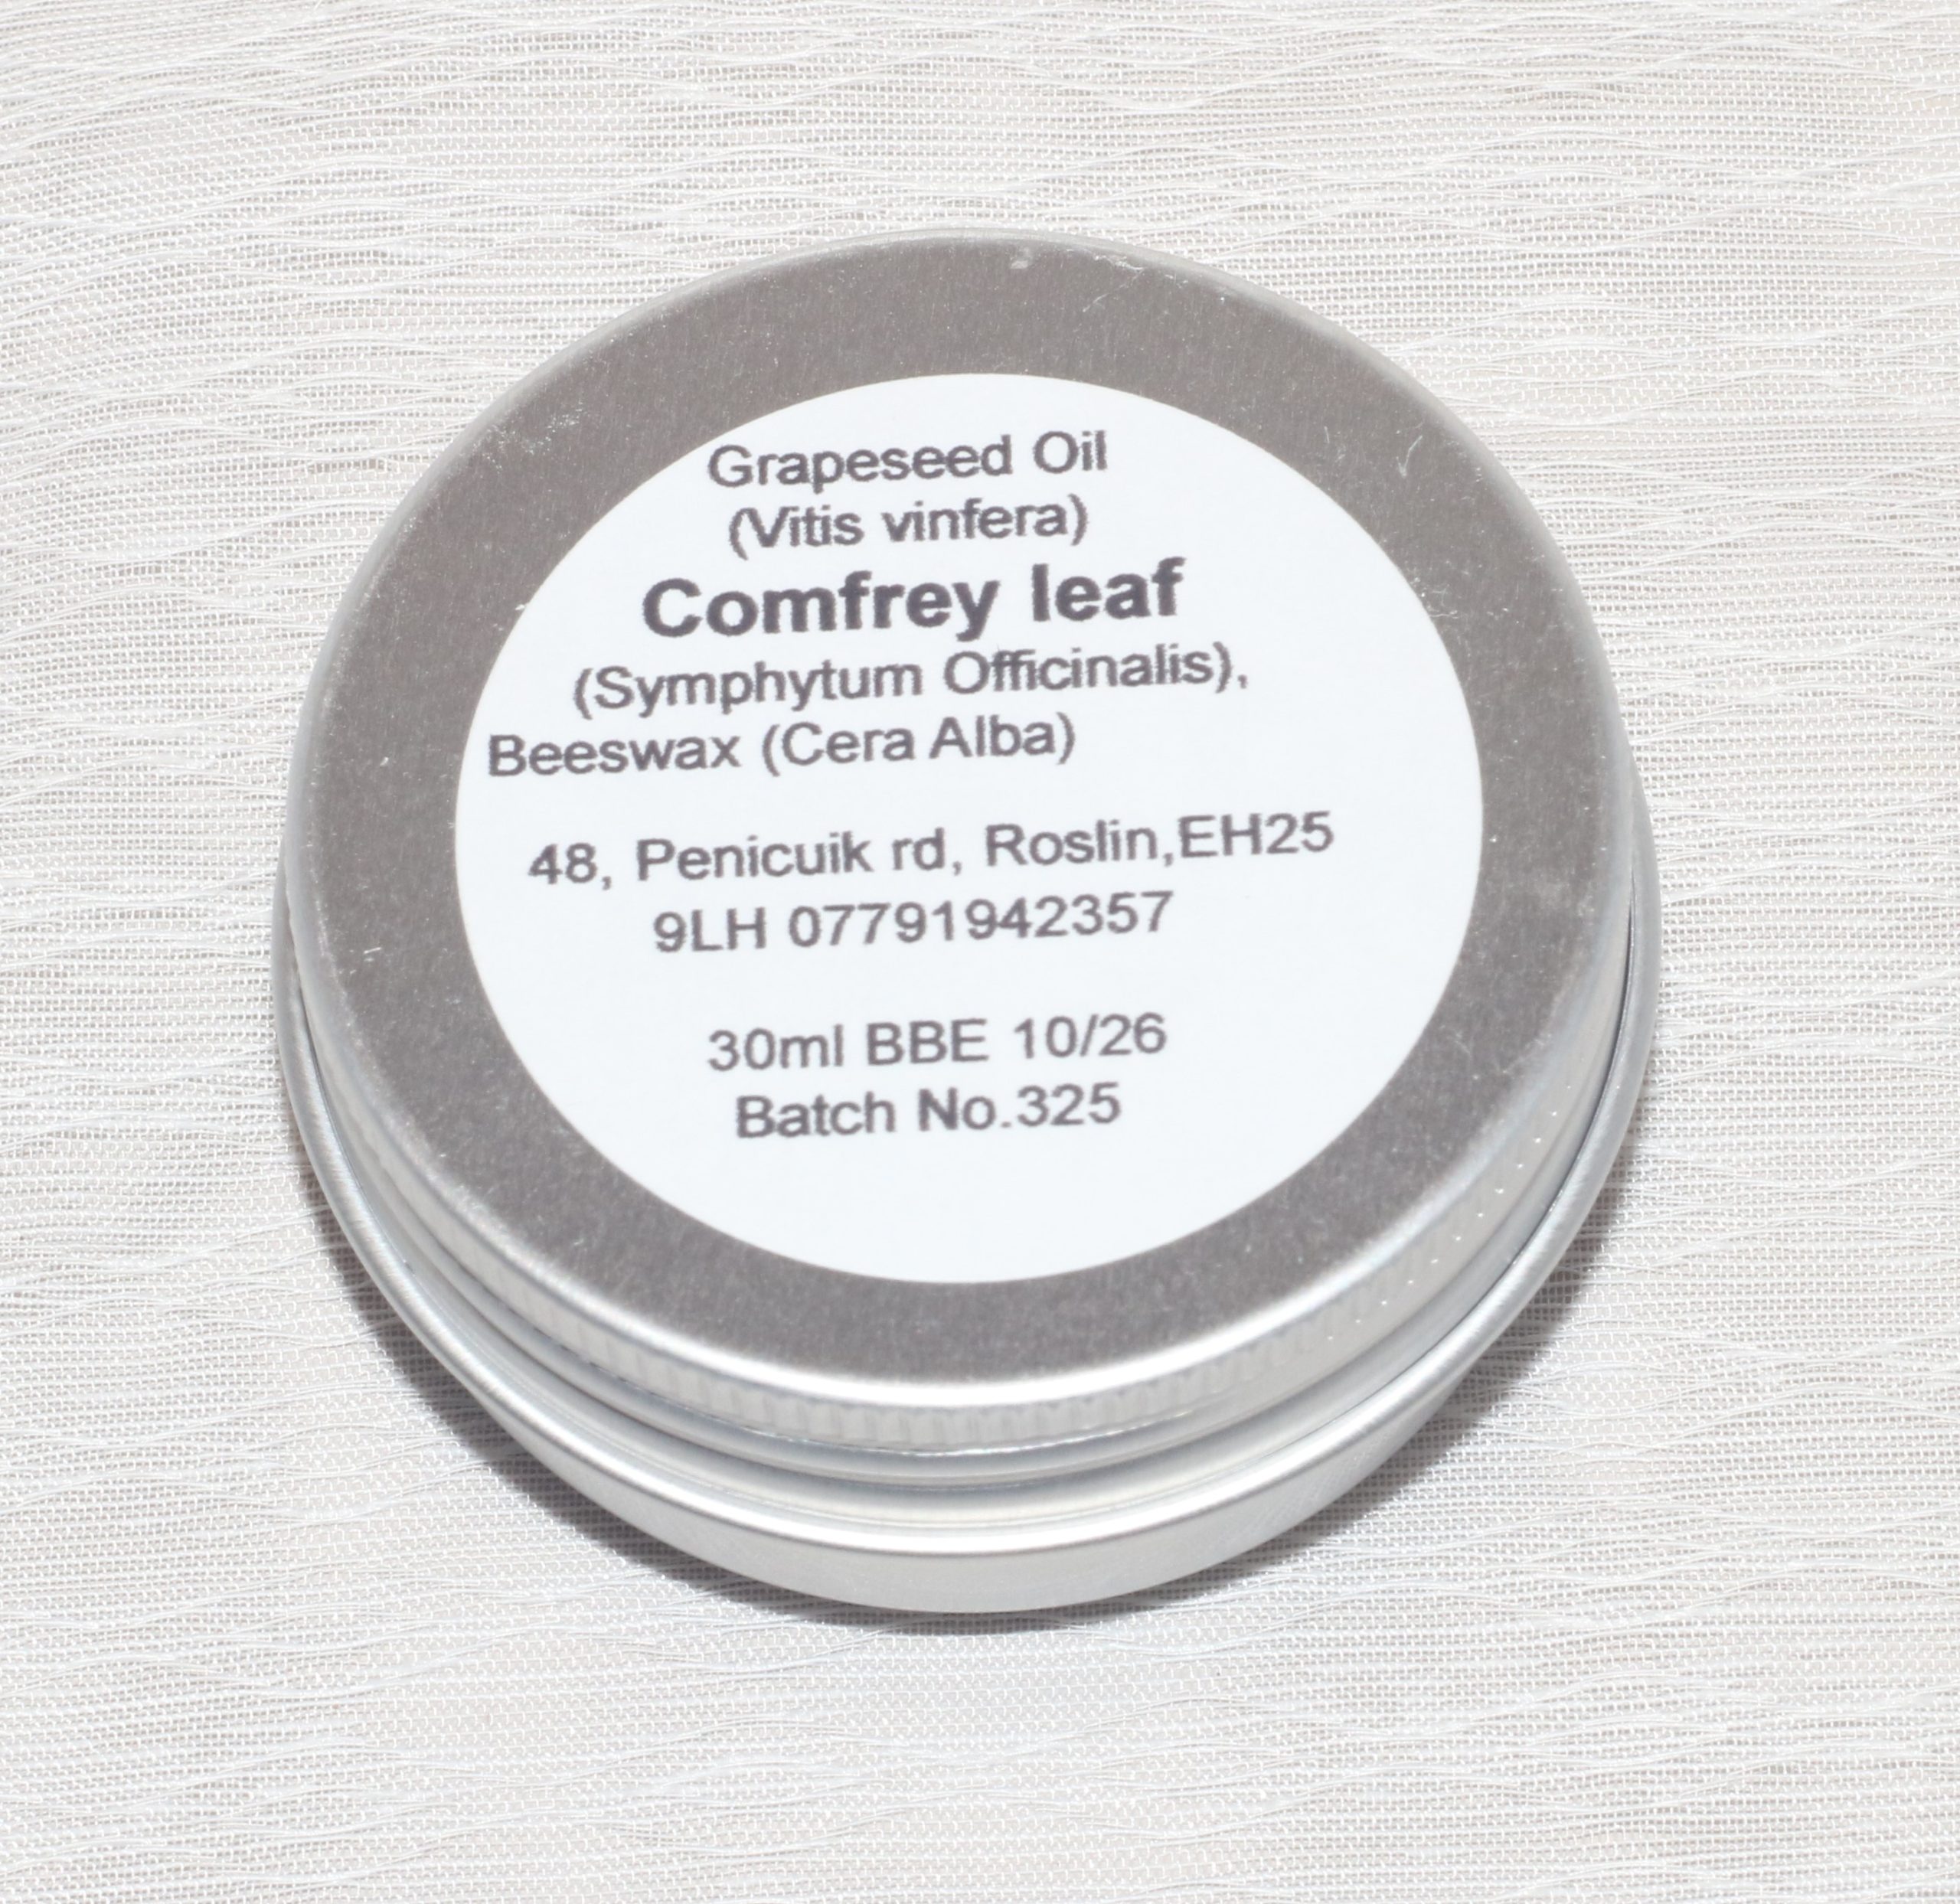 Grapeseed Oil
(Vitis vinfera)
Comfrey leaf
(Symphytum Officinalis),
Beeswax (Cera Alba)
48, Penicuik rd, Roslin,EH25
9LH 07791942357
30ml BBE 10/26
Batch No.325